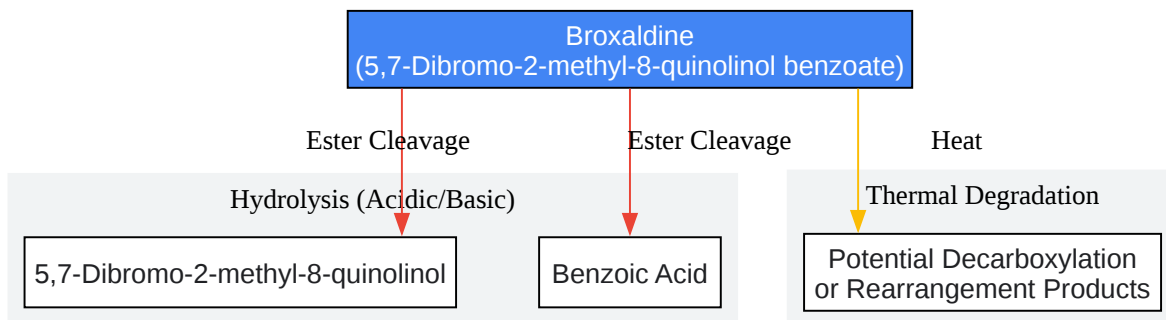 Broxaldine
(5,7-Dibromo-2-methyl-8-quinolinol benzoate)
Ester Cleavage
Ester Cleavage
Heat
Hydrolysis (Acidic/Basic)
Thermal Degradation
5,7-Dibromo-2-methyl-8-quinolinol
Benzoic Acid
Potential Decarboxylation
or Rearrangement Products